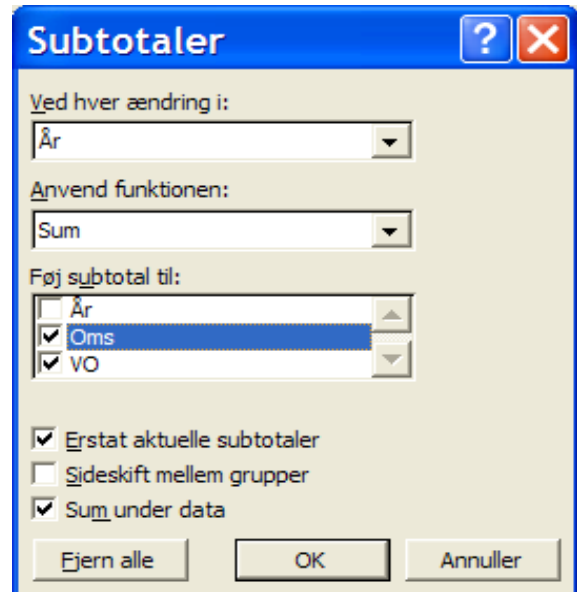 Subtotaler ?
Ved hver ændring i:
År
Anvend funktionen:
Sum
Føj subtotal til:
År
Oms
VO
Erstat aktuelle subtotaler
Sideskift mellem grupper
Sum under data
Fjern alle OK Annuller